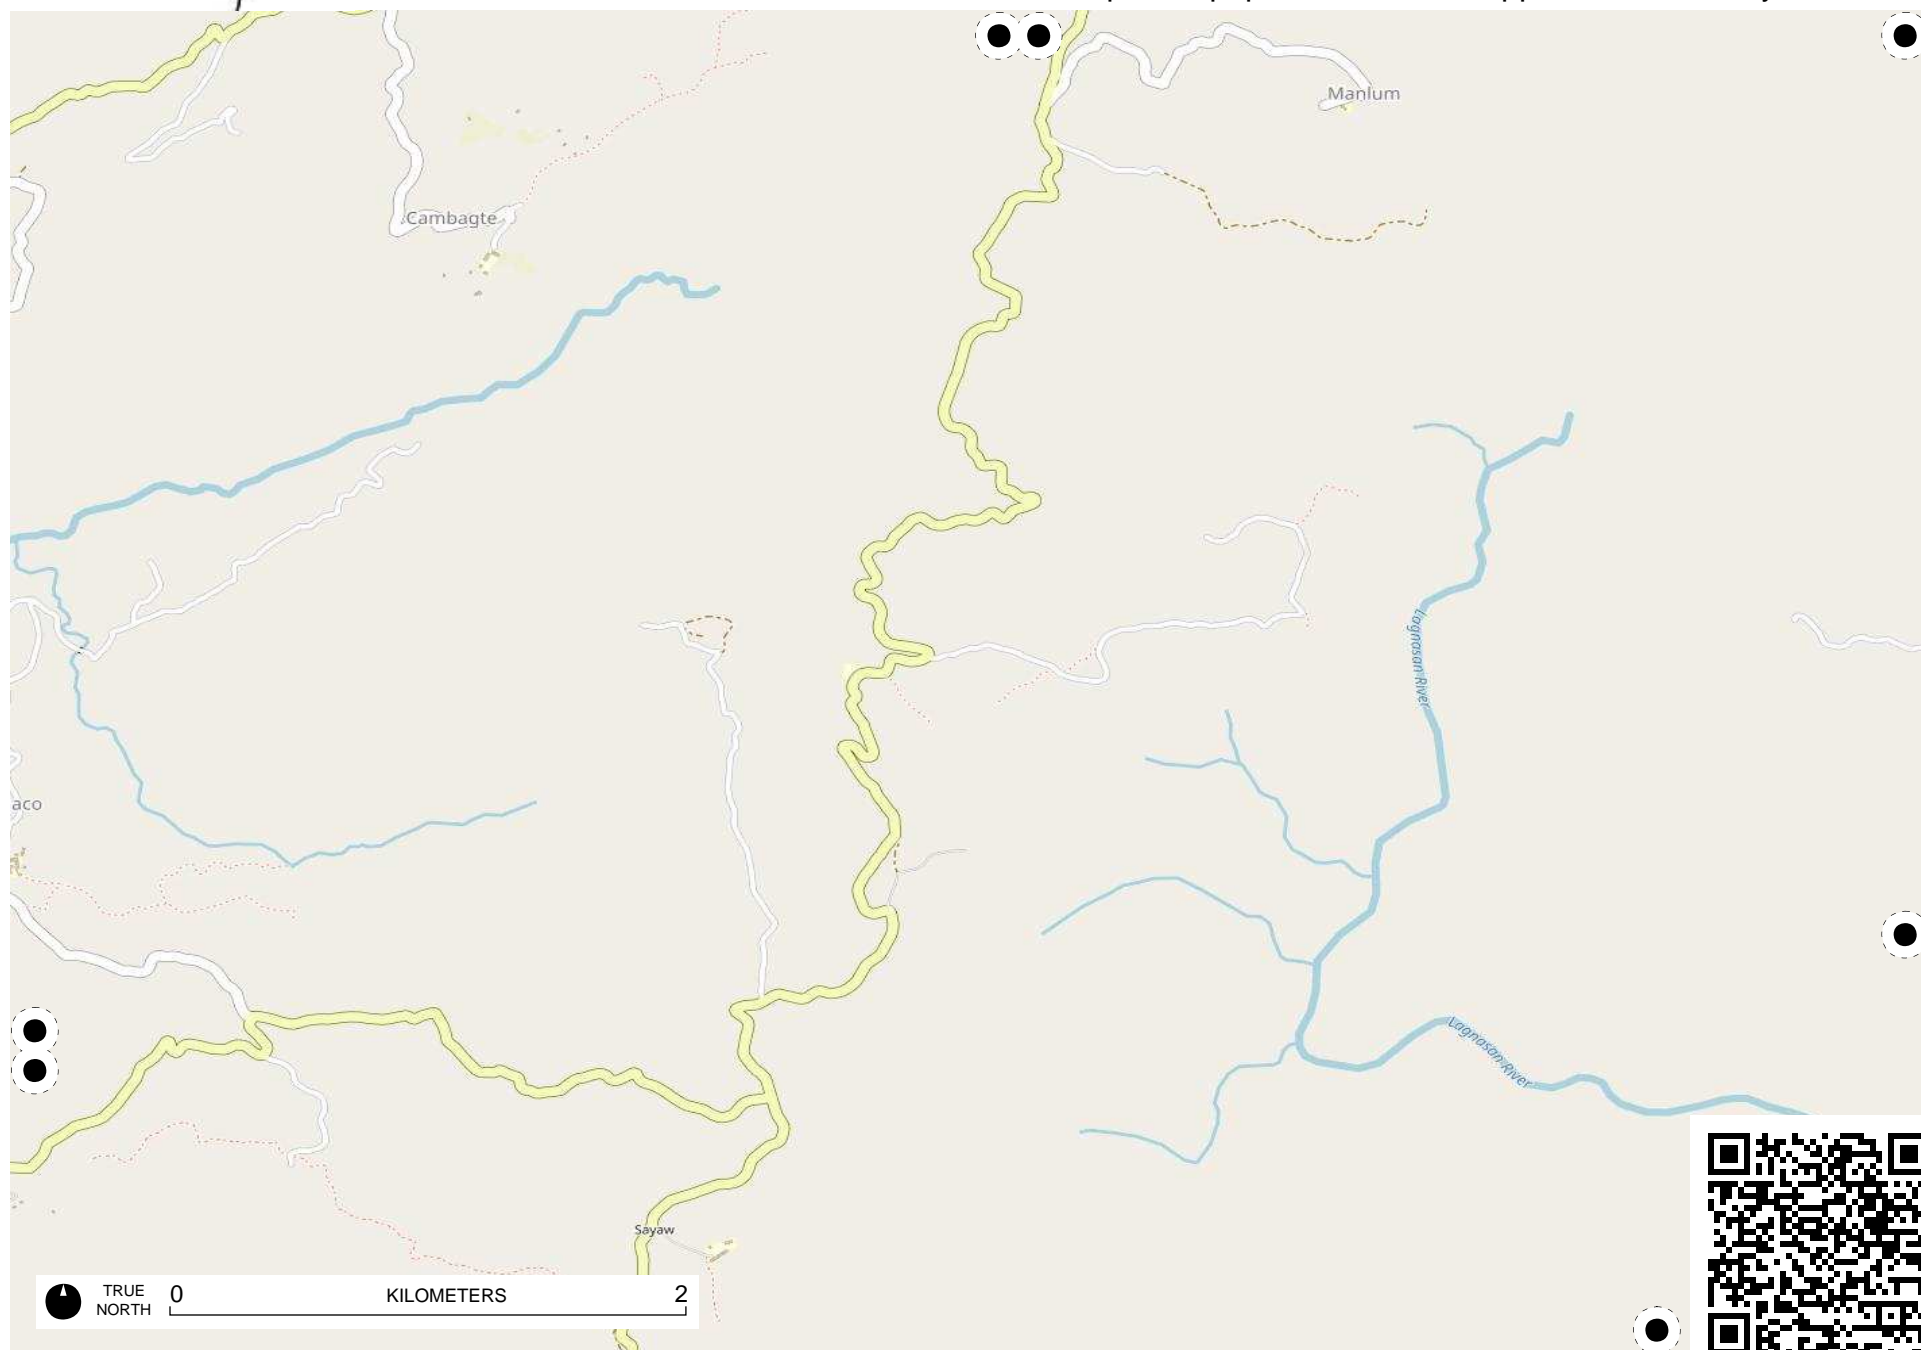 Manlum
Cambagte
Lagnasan River
aco
Lagnasan River
Sayaw
TRUE
NORTH
0
KILOMETERS
2